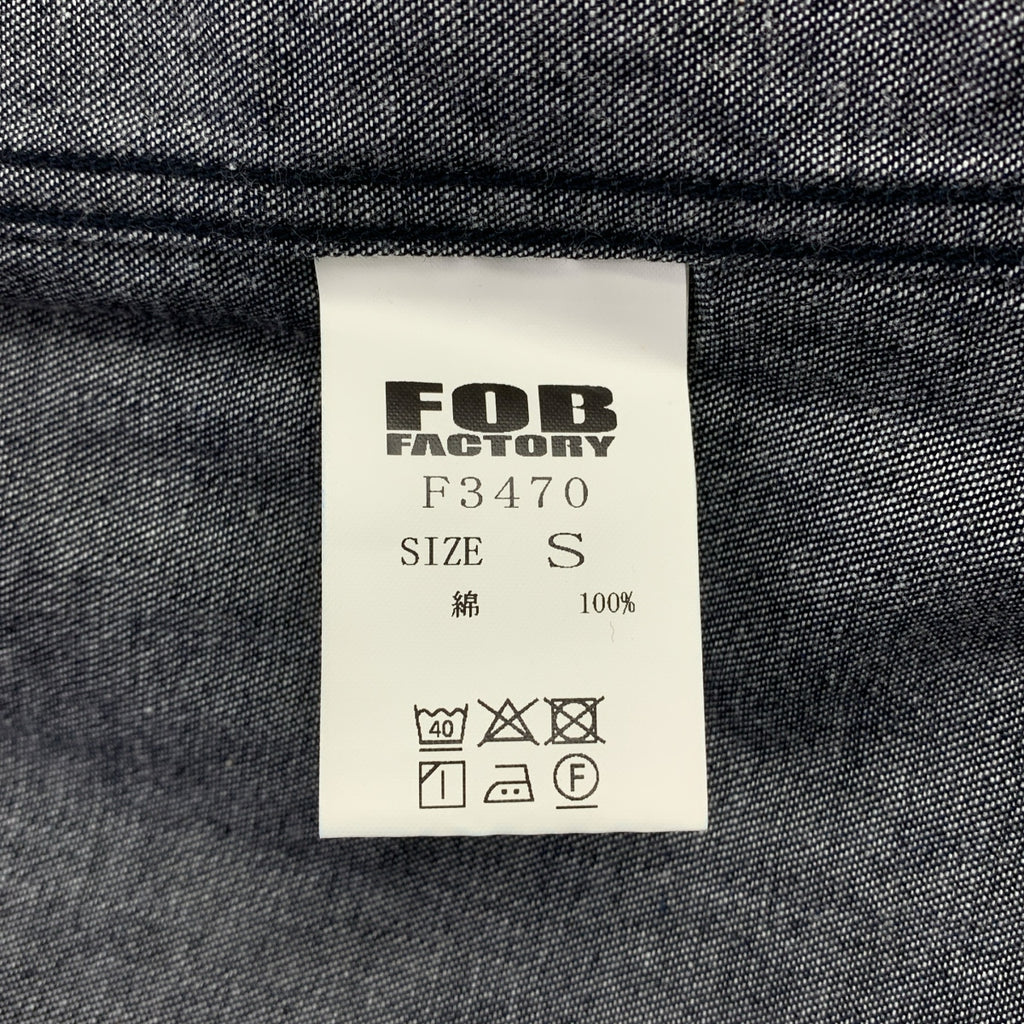 FOB
FACTORY
F3470
SIZE S
綿 100%
40
F